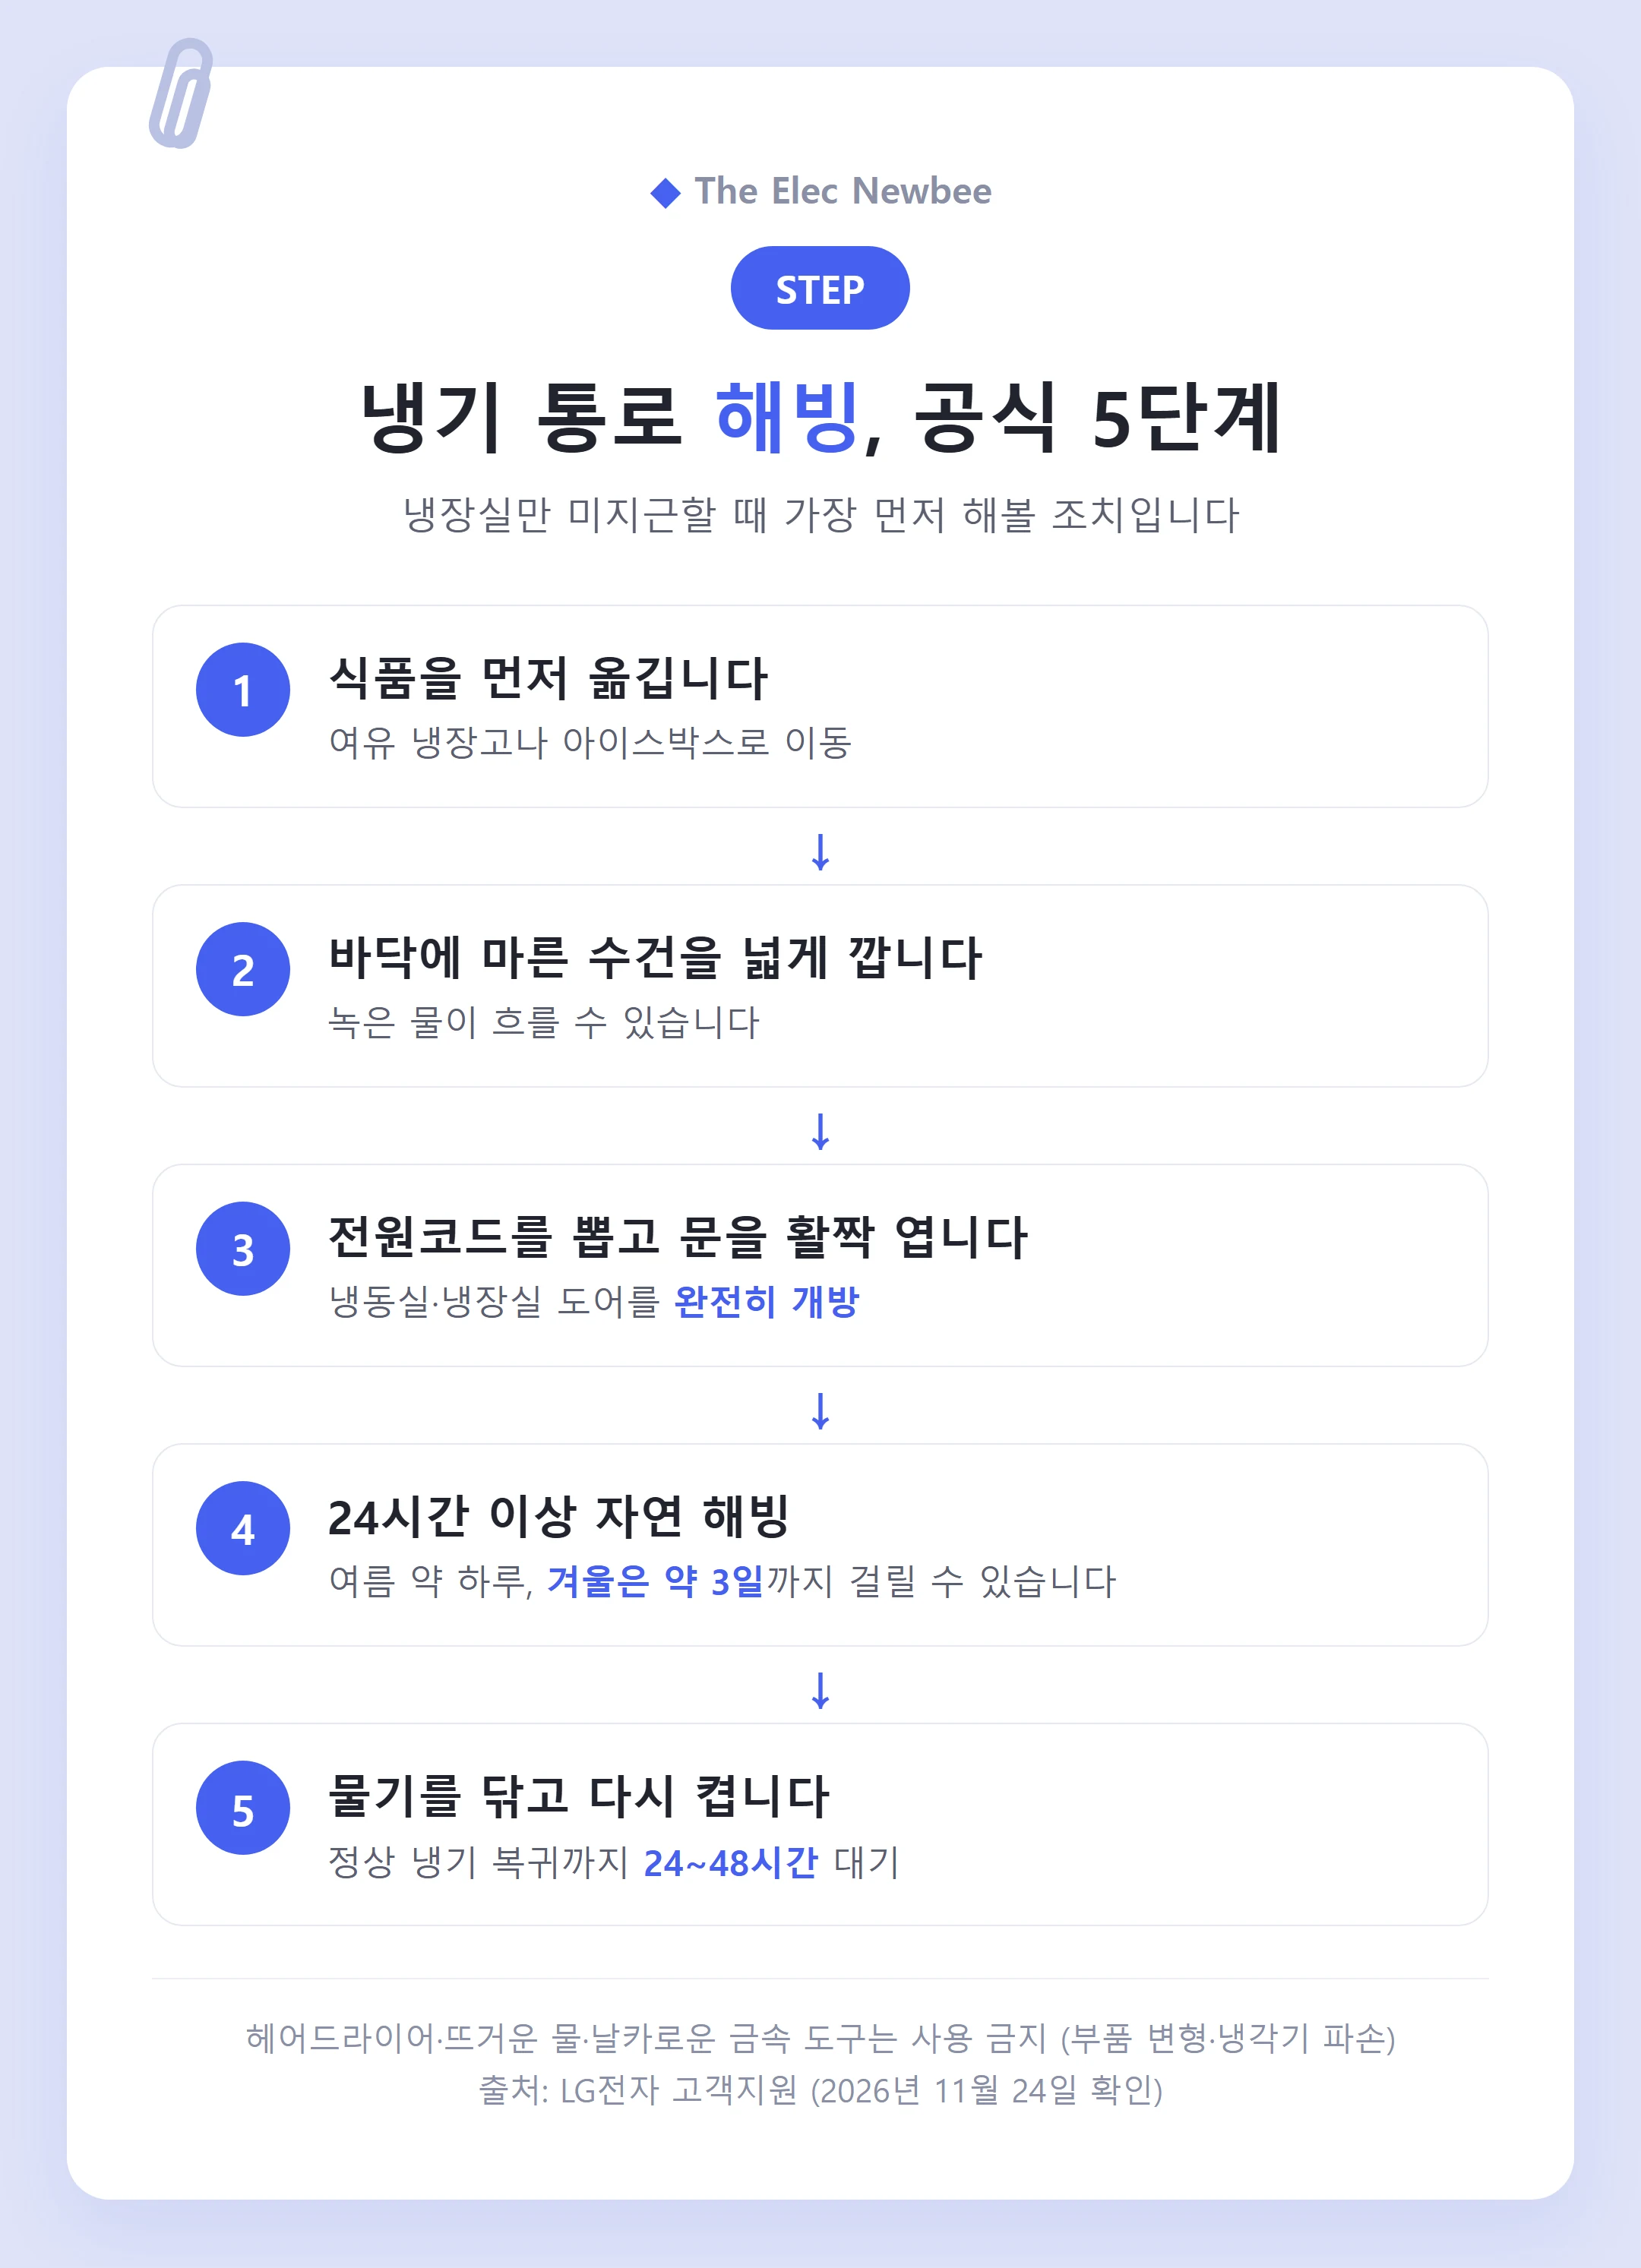 ◆ The Elec Newbee
STEP
냉기 통로 해빙, 공식 5단계
냉장실만 미지근할 때 가장 먼저 해볼 조치입니다
1
식품을 먼저 옮깁니다
여유 냉장고나 아이스박스로 이동
↓
2
바닥에 마른 수건을 넓게 깝니다
녹은 물이 흐를 수 있습니다
↓
3
전원코드를 뽑고 문을 활짝 엽니다
냉동실·냉장실 도어를 완전히 개방
↓
4
24시간 이상 자연 해빙
여름 약 하루, 겨울은 약 3일까지 걸릴 수 있습니다
↓
5
물기를 닦고 다시 켭니다
정상 냉기 복귀까지 24~48시간 대기
헤어드라이어·뜨거운 물·날카로운 금속 도구는 사용 금지 (부품 변형·냉각기 파손)
출처: LG전자 고객지원 (2026년 11월 24일 확인)